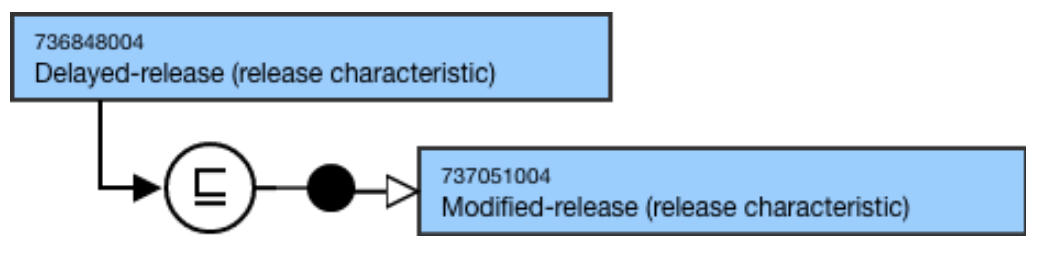 736848004
Delayed-release (release characteristic)
⊑
737051004
Modified-release (release characteristic)